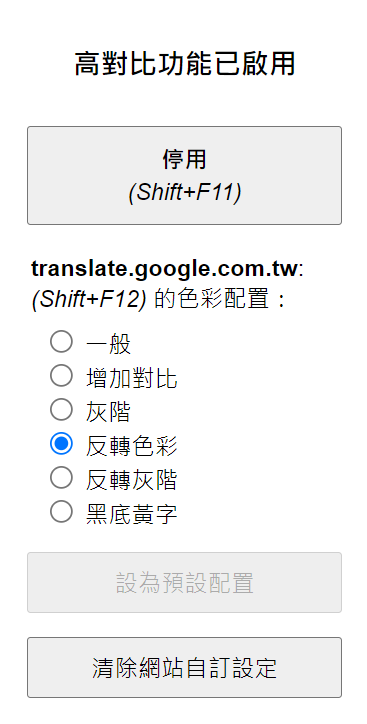 高對比功能已啟用
停用
(Shift+F11)
translate.google.com.tw:
(Shift+F12) 的色彩配置：
一般
增加對比
灰階
反轉色彩
反轉灰階
黑底黃字
設為預設配置
清除網站自訂設定